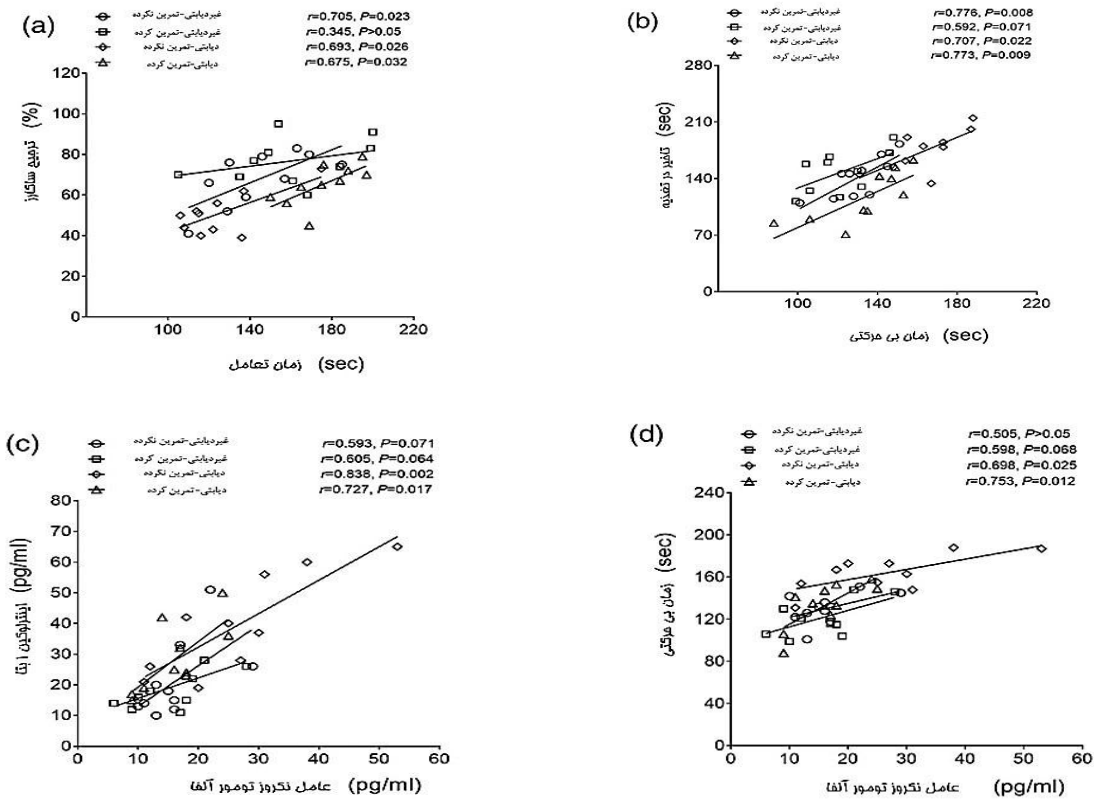 (a)
غیردیابتی-تمرین نکرده r=0.705, P=0.023
غیردیابتی-تمرین کرده r=0.345, P>0.05
دیابتی-تمرین نکرده r=0.693, P=0.026
دیابتی-تمرین کرده r=0.675, P=0.032
ترجیح ساکارز (%)
120
100
80
60
40
20
0
100 140 180 220
زمان تعامل (sec)
(b)
غیردیابتی-تمرین نکرده r=0.776, P=0.008
غیردیابتی-تمرین کرده r=0.592, P=0.071
دیابتی-تمرین نکرده r=0.707, P=0.022
دیابتی-تمرین کرده r=0.773, P=0.009
تاخیر در تغذیه (sec)
280
210
140
70
0
100 140 180 220
زمان بی حرکتی (sec)
(c)
غیردیابتی-تمرین نکرده r=0.593, P=0.071
غیردیابتی-تمرین کرده r=0.605, P=0.064
دیابتی-تمرین نکرده r=0.838, P=0.002
دیابتی-تمرین کرده r=0.727, P=0.017
اینترلوکین ۱ بتا (pg/ml)
80
70
60
50
40
30
20
10
0
0 10 20 30 40 50 60
عامل نکروز تومور آلفا (pg/ml)
(d)
غیردیابتی-تمرین نکرده r=0.505, P>0.05
غیردیابتی-تمرین کرده r=0.598, P=0.068
دیابتی-تمرین نکرده r=0.698, P=0.025
دیابتی-تمرین کرده r=0.753, P=0.012
زمان بی حرکتی (sec)
240
200
160
120
80
40
0
0 10 20 30 40 50 60
عامل نکروز تومور آلفا (pg/ml)